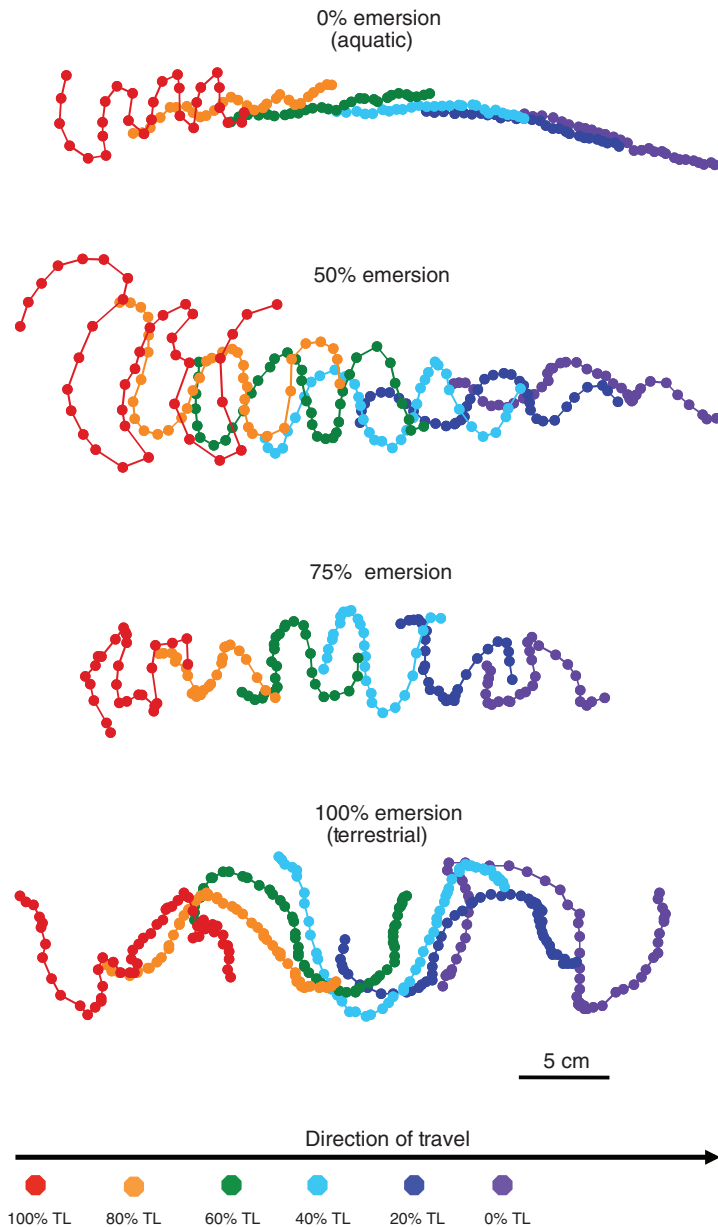 0% emersion
(aquatic)
50% emersion
75% emersion
100% emersion
(terrestrial)
5 cm
Direction of travel
100% TL 80% TL 60% TL 40% TL 20% TL 0% TL